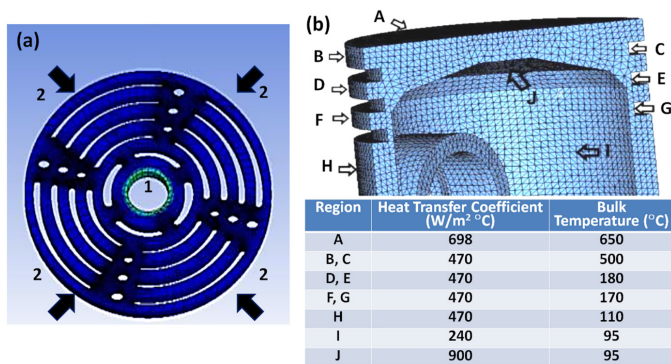 (a)
2
2
1
2
2
(b)
A
B
C
D
E
F
G
J
H
I
Region Heat Transfer Coefficient (W/m² °C) Bulk Temperature (°C)
A 698 650
B, C 470 500
D, E 470 180
F, G 470 170
H 470 110
I 240 95
J 900 95